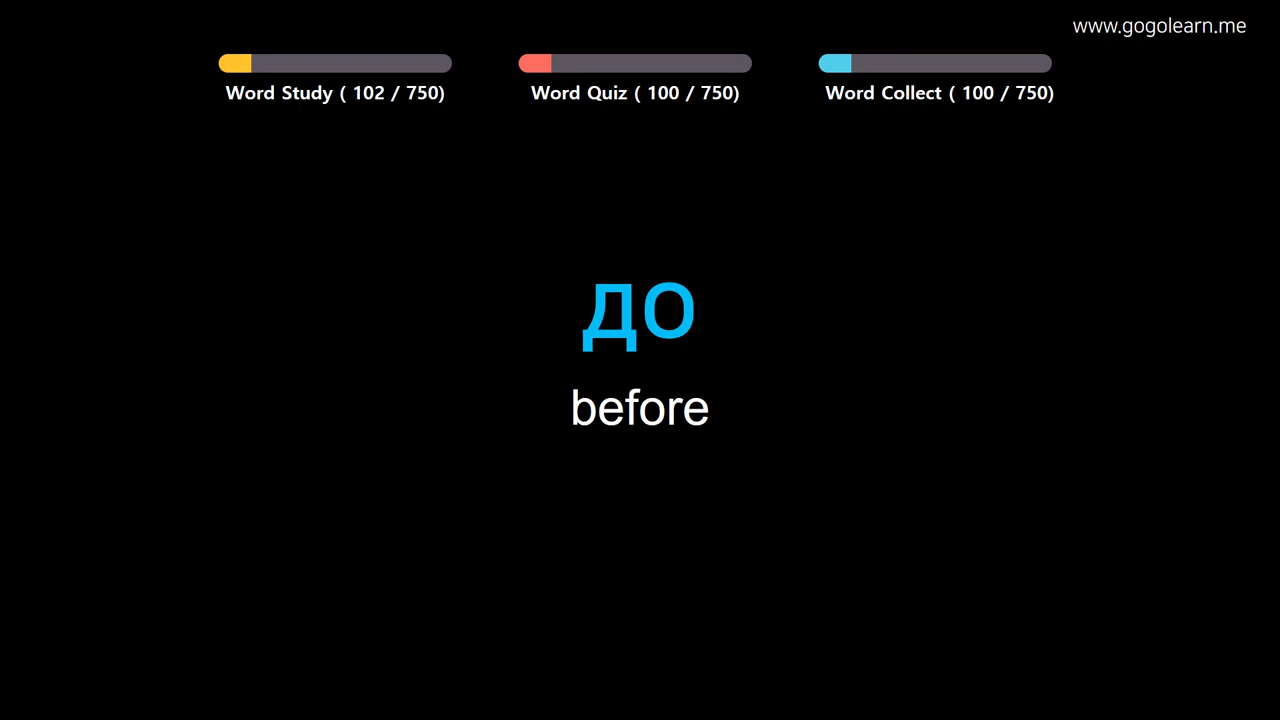 www.gogolearn.me
Word Study ( 102 / 750)
Word Quiz ( 100 / 750)
Word Collect ( 100 / 750)
до
before